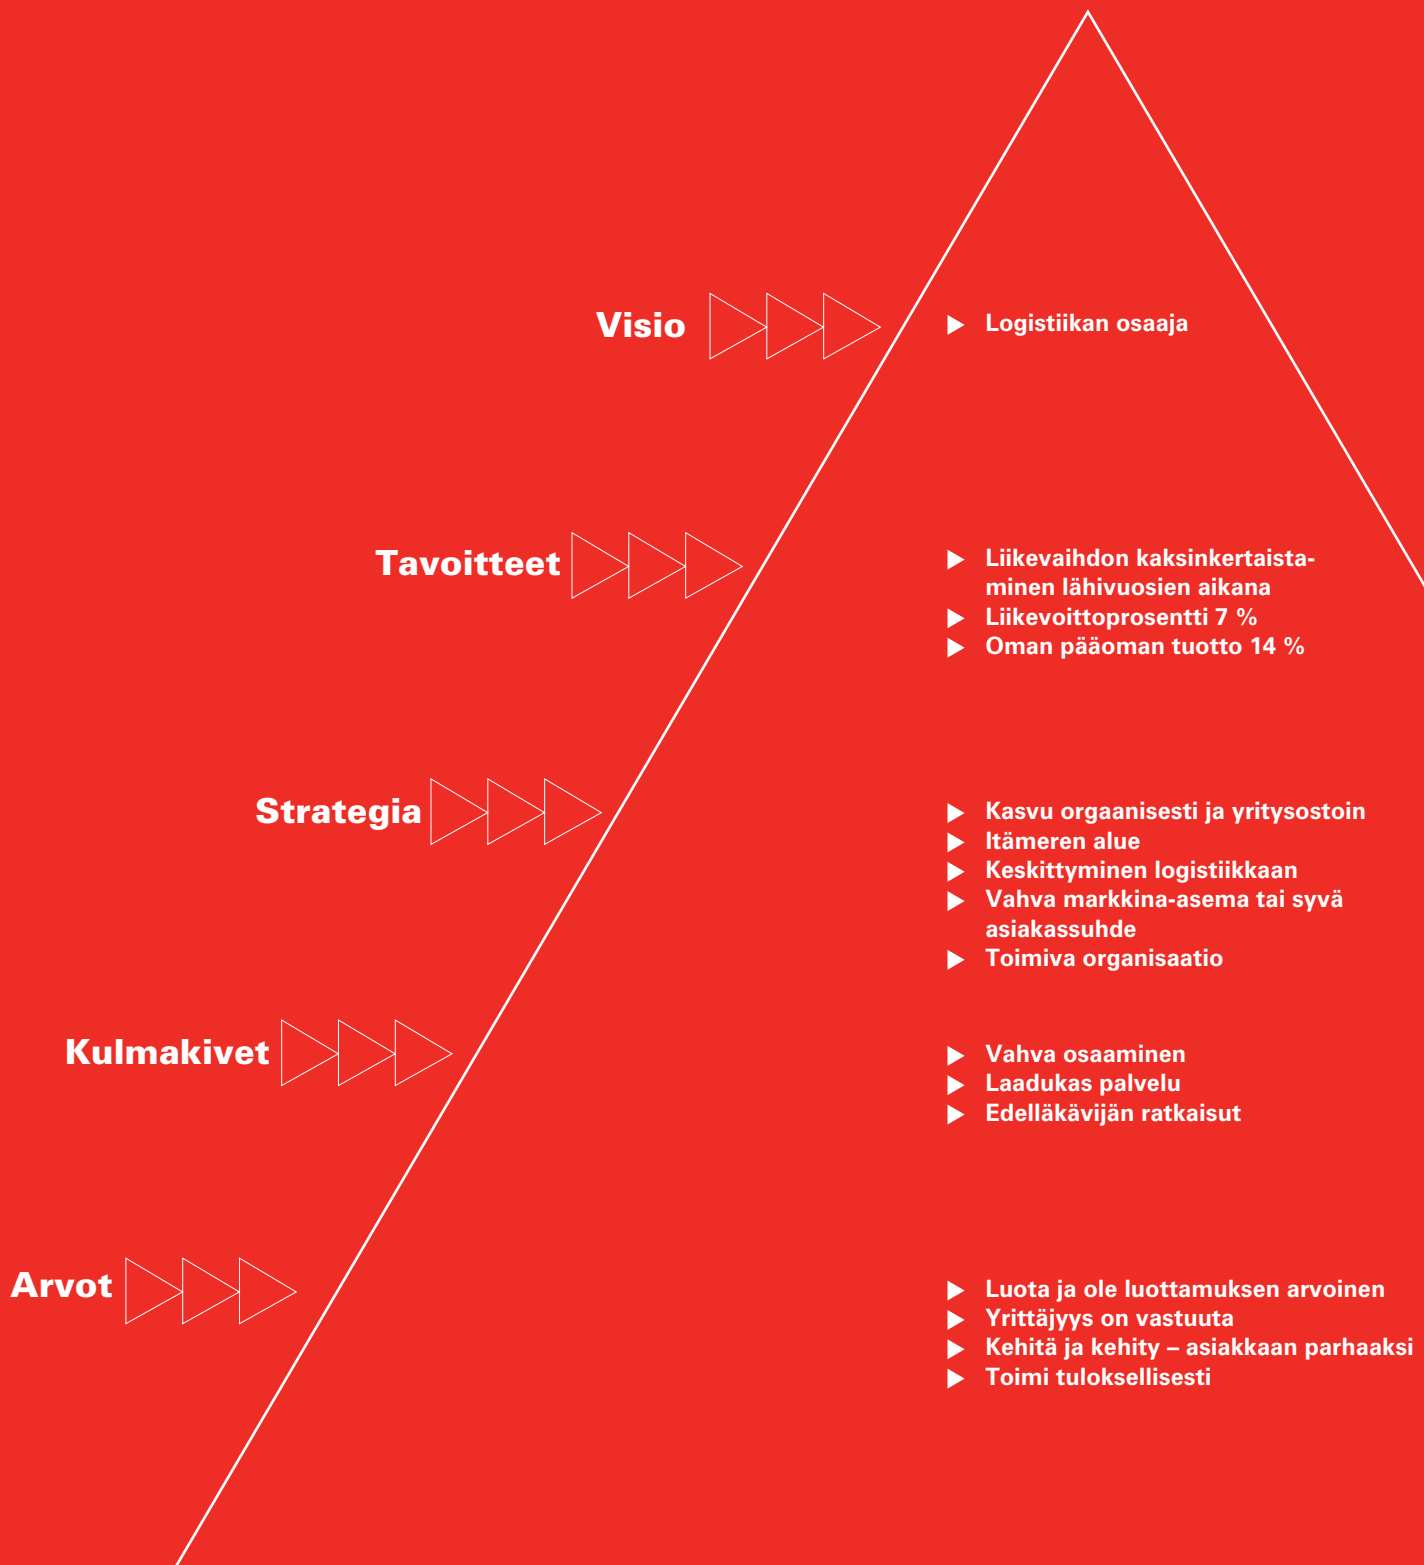 Visio
Logistiikan osaaja
Tavoitteet
Liikevaihdon kaksinkertaista-
minen lähivuosien aikana
Liikevoittoprosentti 7 %
Oman pääoman tuotto 14 %
Strategia
Kasvu orgaanisesti ja yritysostoin
Itämeren alue
Keskittyminen logistiikkaan
Vahva markkina-asema tai syvä
asiakassuhde
Toimiva organisaatio
Kulmakivet
Vahva osaaminen
Laadukas palvelu
Edelläkävijän ratkaisut
Arvot
Luota ja ole luottamuksen arvoinen
Yrittäjyys on vastuuta
Kehitä ja kehity – asiakkaan parhaaksi
Toimi tuloksellisesti